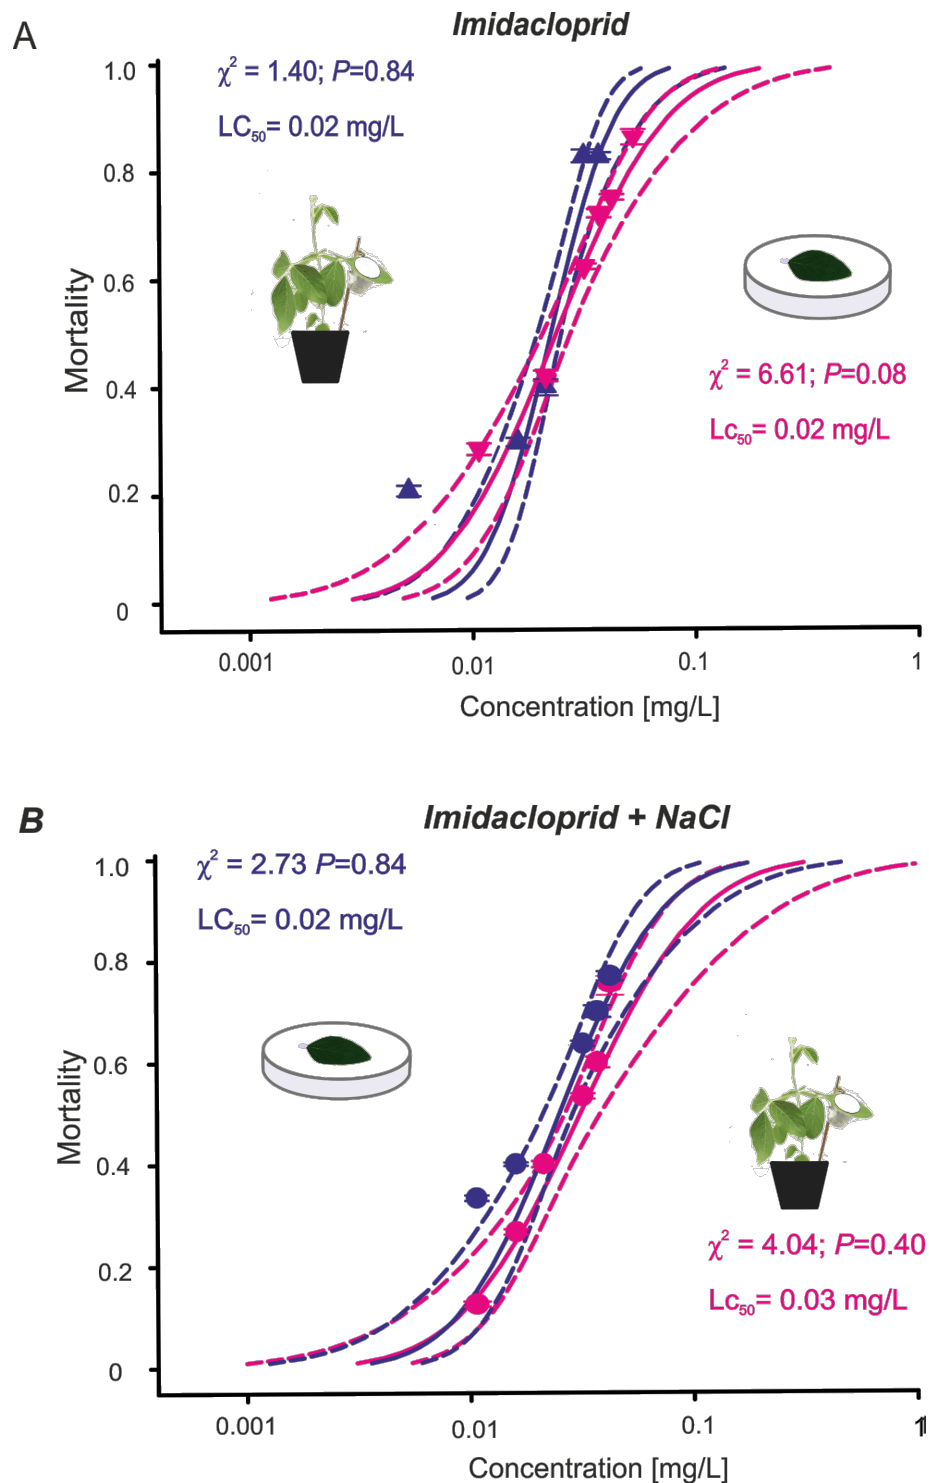 A
Imidacloprid
χ² = 1.40; P=0.84
LC₅₀= 0.02 mg/L
1.0
0.8
0.6
0.4
0.2
0
Mortality
χ² = 6.61; P=0.08
Lc₅₀= 0.02 mg/L
0.001
0.01
0.1
1
Concentration [mg/L]
B
Imidacloprid + NaCl
χ² = 2.73 P=0.84
LC₅₀= 0.02 mg/L
1.0
0.8
0.6
0.4
0.2
0
Mortality
χ² = 4.04; P=0.40
Lc₅₀= 0.03 mg/L
0.001
0.01
0.1
1
Concentration [mg/L]